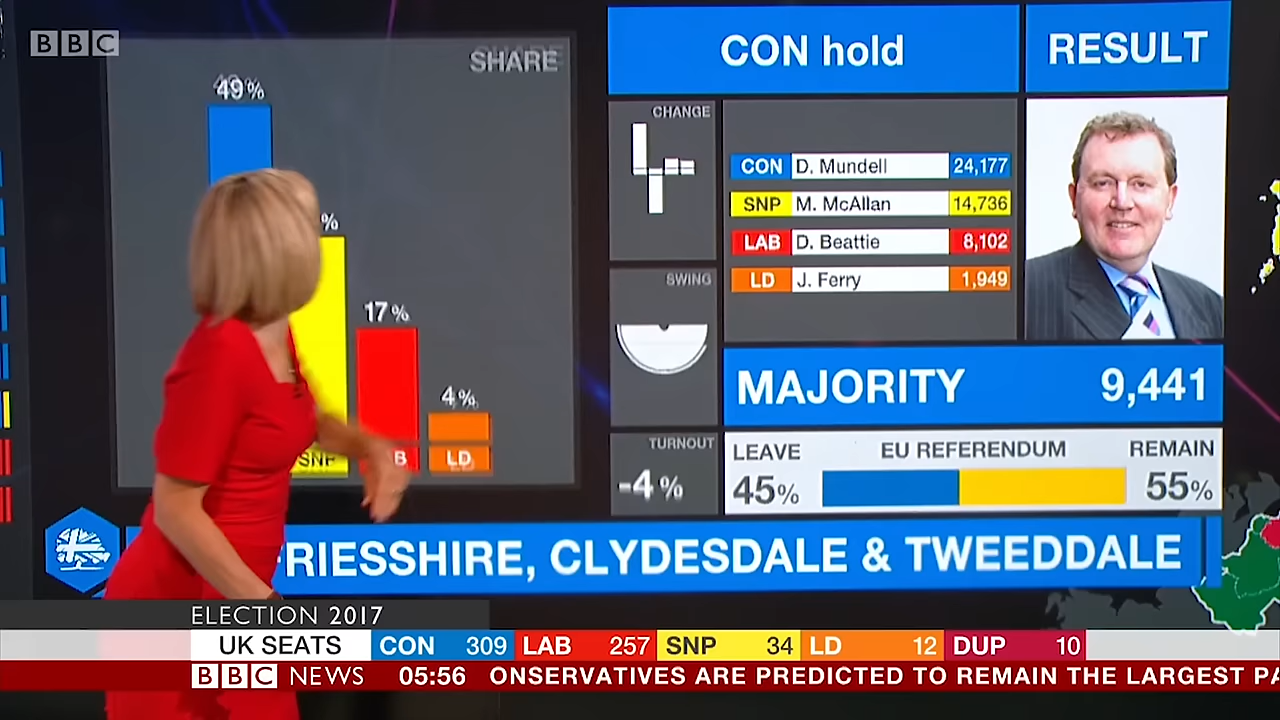 BBC
SHARE
49%
%
17%
4%
SNP
B
LD
CON hold
RESULT
CHANGE
CON D. Mundell 24,177
SNP M. McAllan 14,736
LAB D. Beattie 8,102
LD J. Ferry 1,949
SWING
MAJORITY 9,441
TURNOUT
-4%
LEAVE EU REFERENDUM REMAIN
45% 55%
FRIESSHIRE, CLYDESDALE & TWEEDDALE
ELECTION 2017
UK SEATS CON 309 LAB 257 SNP 34 LD 12 DUP 10
BBC NEWS 05:56 ONSERVATIVES ARE PREDICTED TO REMAIN THE LARGEST PA